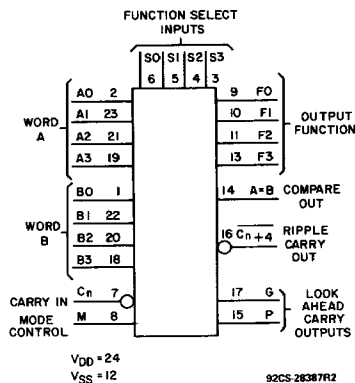 FUNCTION SELECT
INPUTS
S0 S1 S2 S3
6 5 4 3
WORD
A
A0 2
A1 23
A2 21
A3 19
9 F0
10 F1
11 F2
13 F3
OUTPUT
FUNCTION
WORD
B
B0 1
B1 22
B2 20
B3 18
14 A=B
COMPARE
OUT
16 Cn+4
RIPPLE
CARRY
OUT
CARRY IN
Cn 7
MODE
CONTROL
M 8
17 G
15 P
LOOK
AHEAD
CARRY
OUTPUTS
VDD = 24
VSS = 12
92CS-28387R2